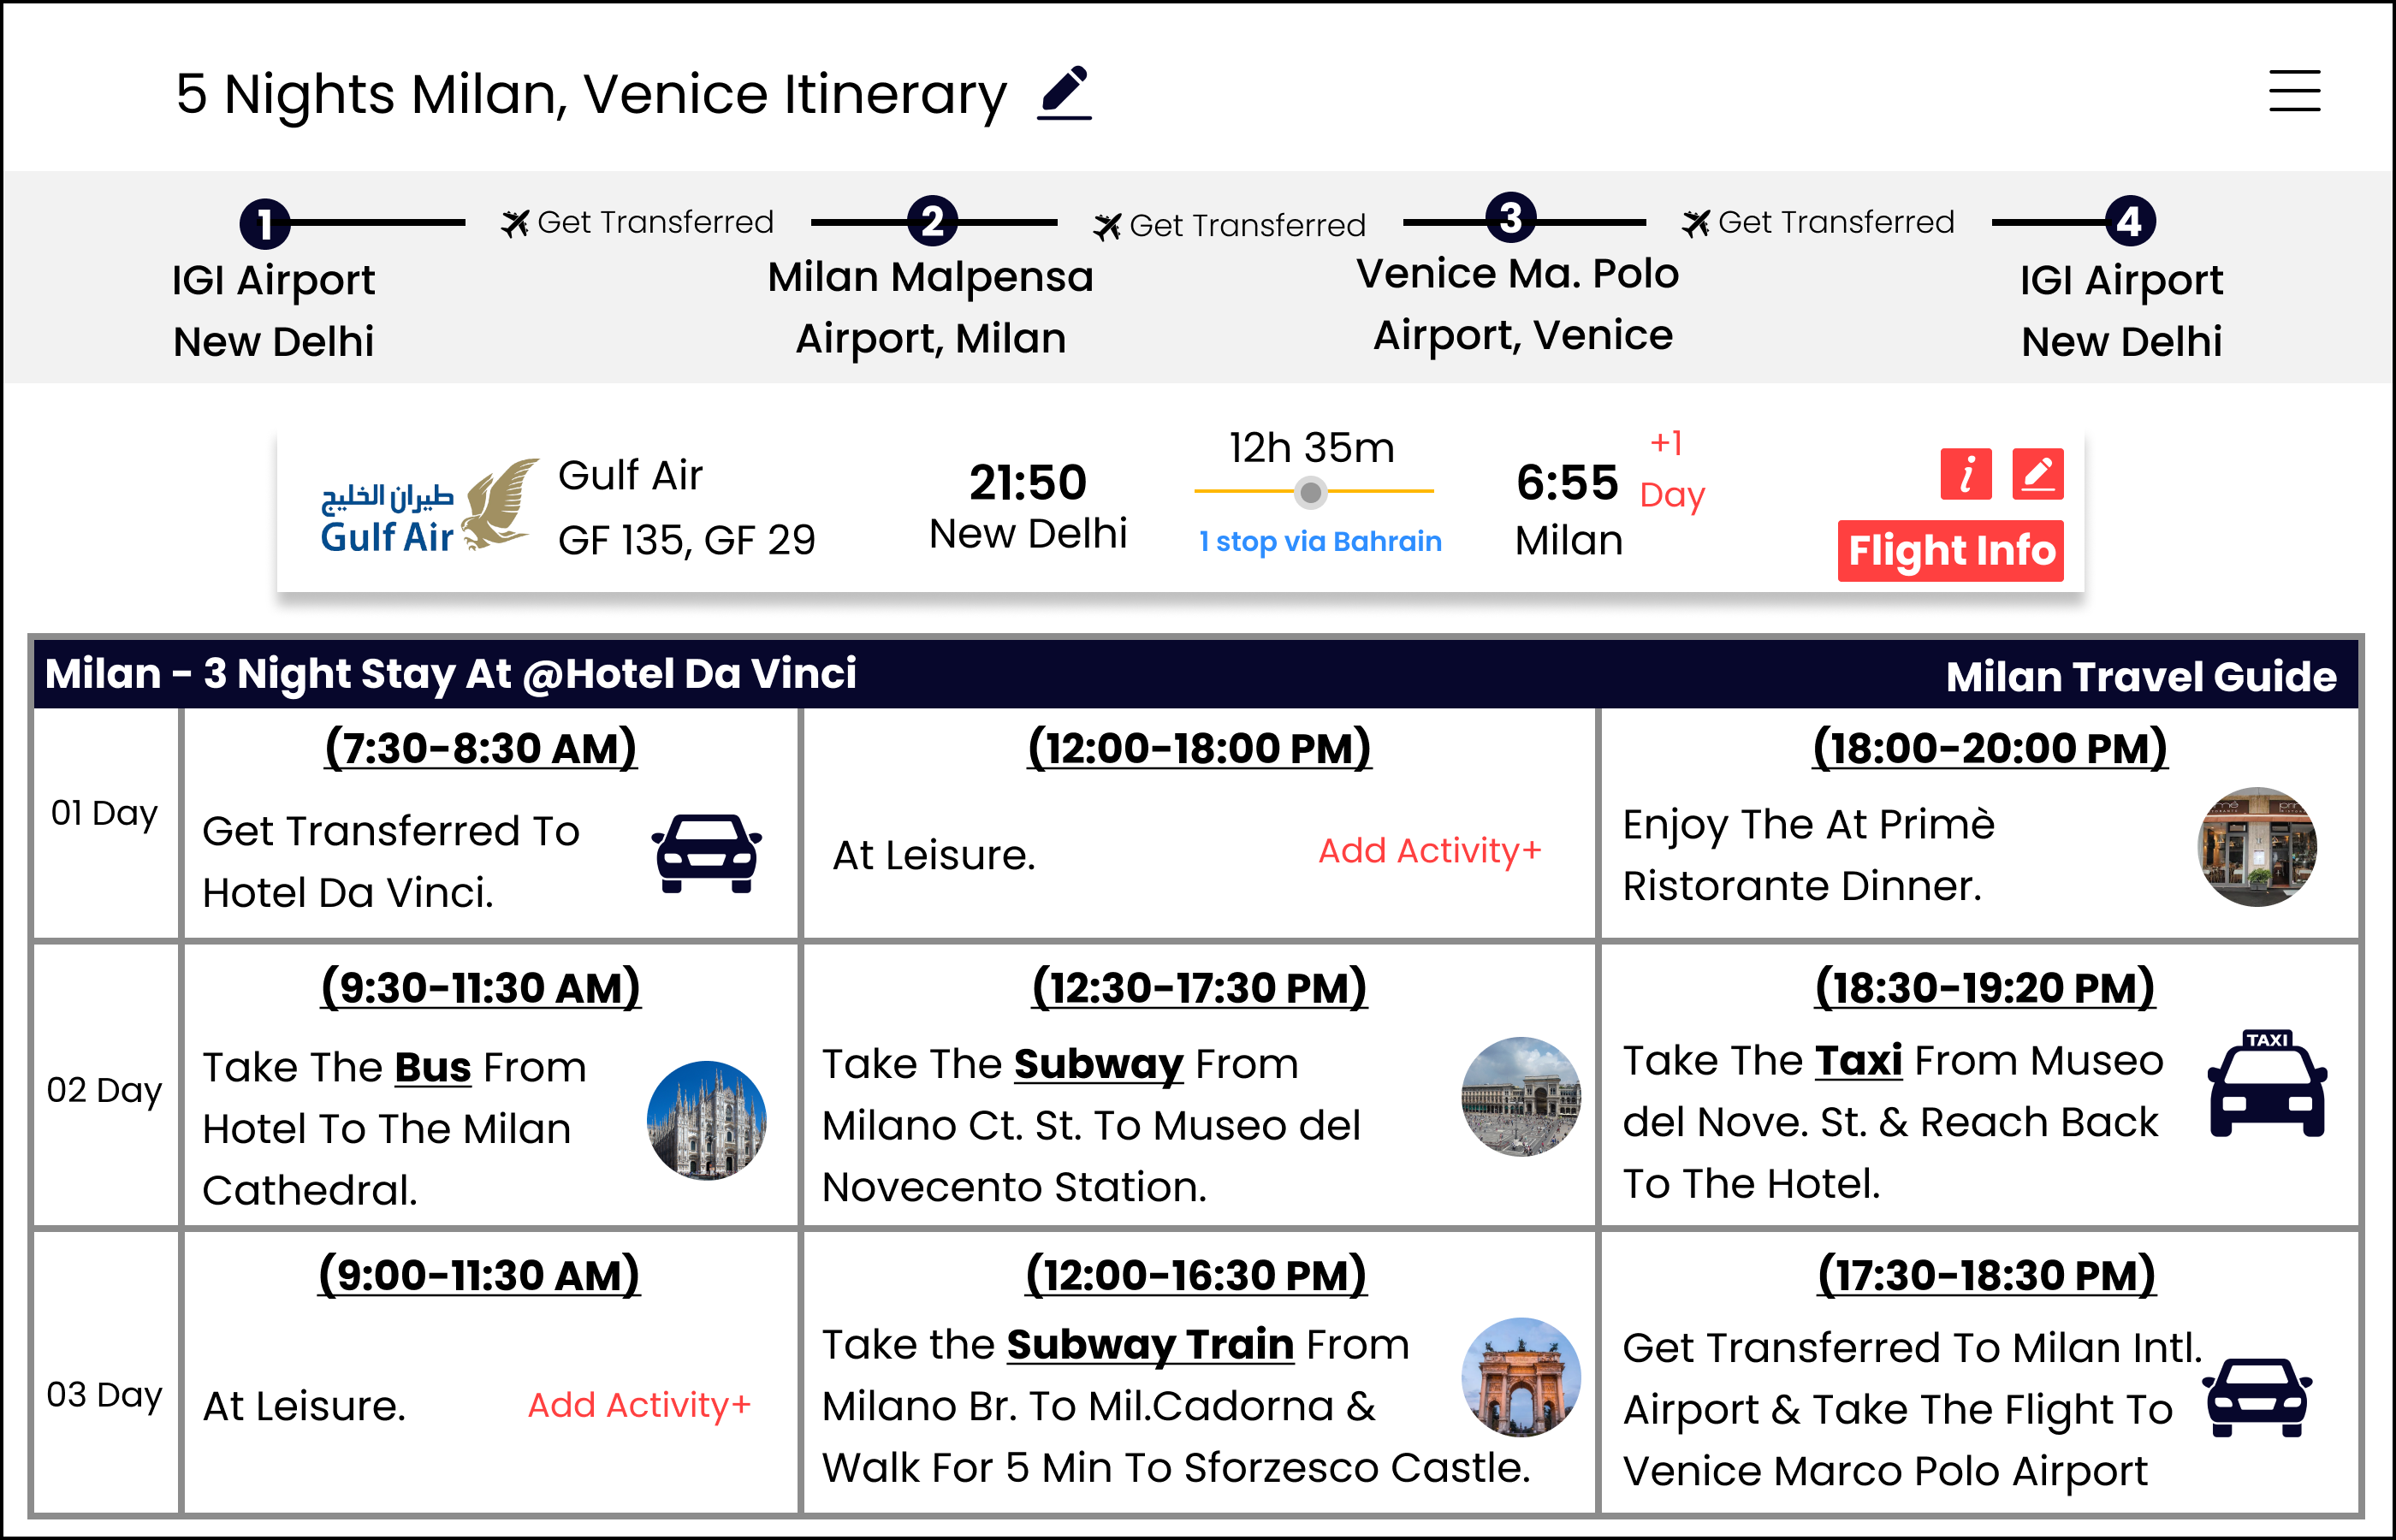 5 Nights Milan, Venice Itinerary
1
Get Transferred
2
Get Transferred
3
Get Transferred
4
IGI Airport
New Delhi
Milan Malpensa
Airport, Milan
Venice Ma. Polo
Airport, Venice
IGI Airport
New Delhi
طيران الخليج
Gulf Air
Gulf Air
GF 135, GF 29
21:50
New Delhi
12h 35m
1 stop via Bahrain
6:55
Milan
+1
Day
i
Flight Info
Milan - 3 Night Stay At @Hotel Da Vinci
Milan Travel Guide
01 Day
(7:30-8:30 AM)
Get Transferred To
Hotel Da Vinci.
(12:00-18:00 PM)
At Leisure.
Add Activity+
(18:00-20:00 PM)
Enjoy The At Primè
Ristorante Dinner.
02 Day
(9:30-11:30 AM)
Take The Bus From
Hotel To The Milan
Cathedral.
(12:30-17:30 PM)
Take The Subway From
Milano Ct. St. To Museo del
Novecento Station.
(18:30-19:20 PM)
Take The Taxi From Museo
del Nove. St. & Reach Back
To The Hotel.
TAXI
03 Day
(9:00-11:30 AM)
At Leisure.
Add Activity+
(12:00-16:30 PM)
Take the Subway Train From
Milano Br. To Mil.Cadorna &
Walk For 5 Min To Sforzesco Castle.
(17:30-18:30 PM)
Get Transferred To Milan Intl.
Airport & Take The Flight To
Venice Marco Polo Airport